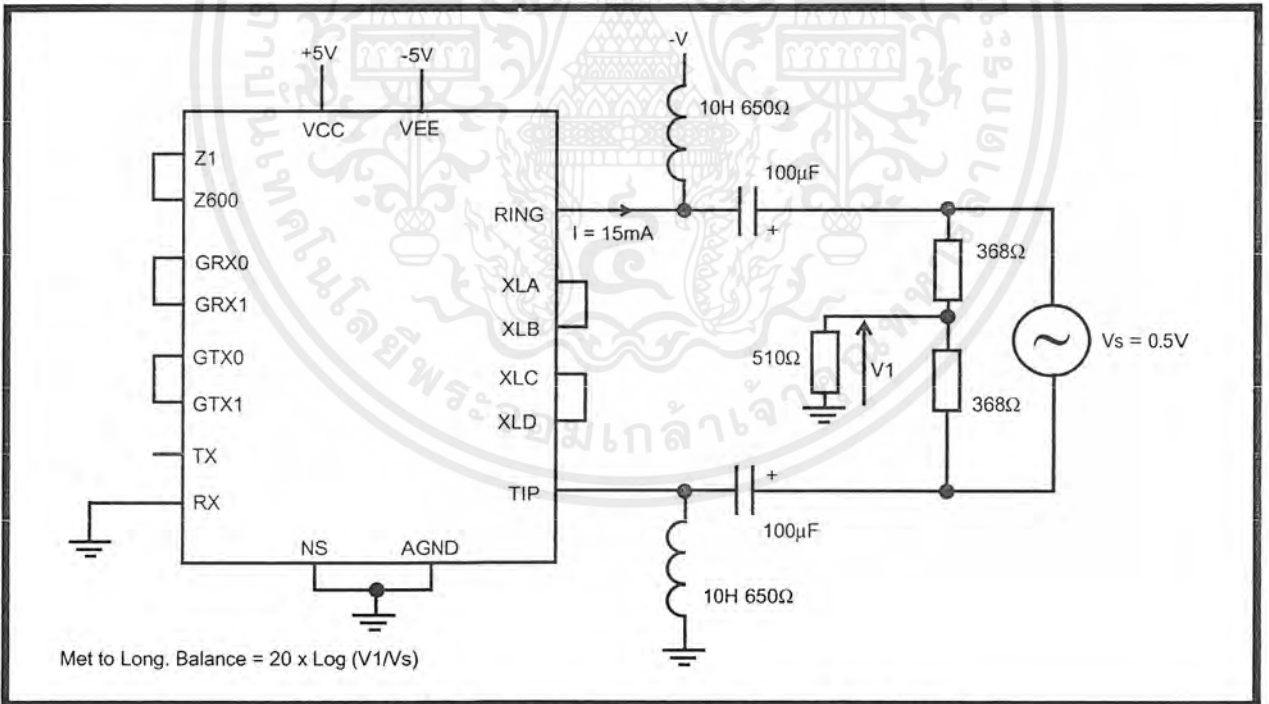 +5V
-5V
-V
VCC
VEE
10H 650Ω
Z1
Z600
100µF
RING
I = 15mA
+
368Ω
GRX0
GRX1
XLA
XLB
510Ω
V1
Vs = 0.5V
GTX0
GTX1
XLC
XLD
368Ω
TX
RX
TIP
+
100µF
NS
AGND
10H 650Ω
Met to Long. Balance = 20 x Log (V1/Vs)